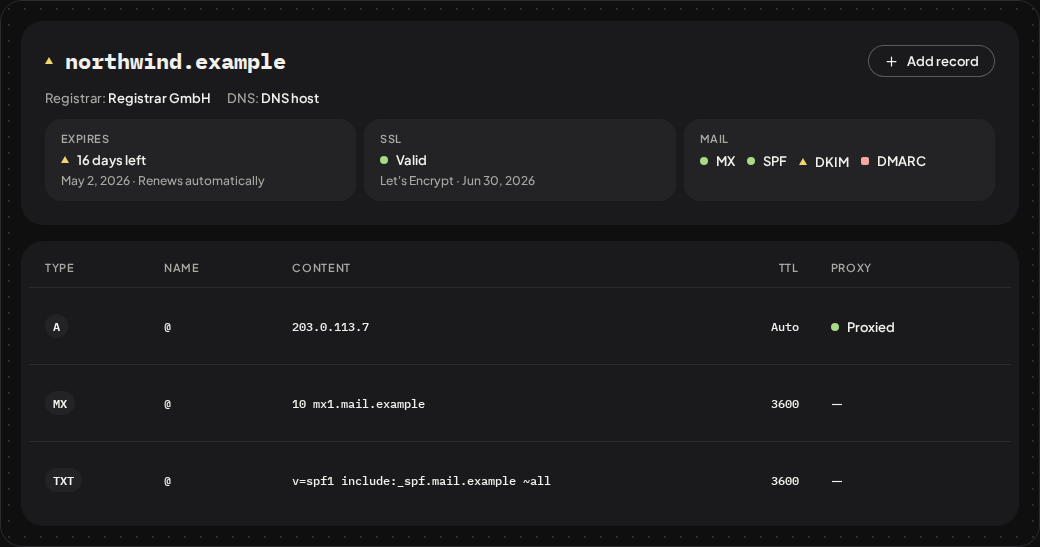 northwind.example
+ Add record
Registrar: Registrar GmbH DNS: DNS host
EXPIRES
16 days left
May 2, 2026 · Renews automatically
SSL
Valid
Let's Encrypt · Jun 30, 2026
MAIL
MX SPF DKIM DMARC
TYPE NAME CONTENT TTL PROXY
A @ 203.0.113.7 Auto Proxied
MX @ 10 mx1.mail.example 3600 —
TXT @ v=spf1 include:_spf.mail.example ~all 3600 —